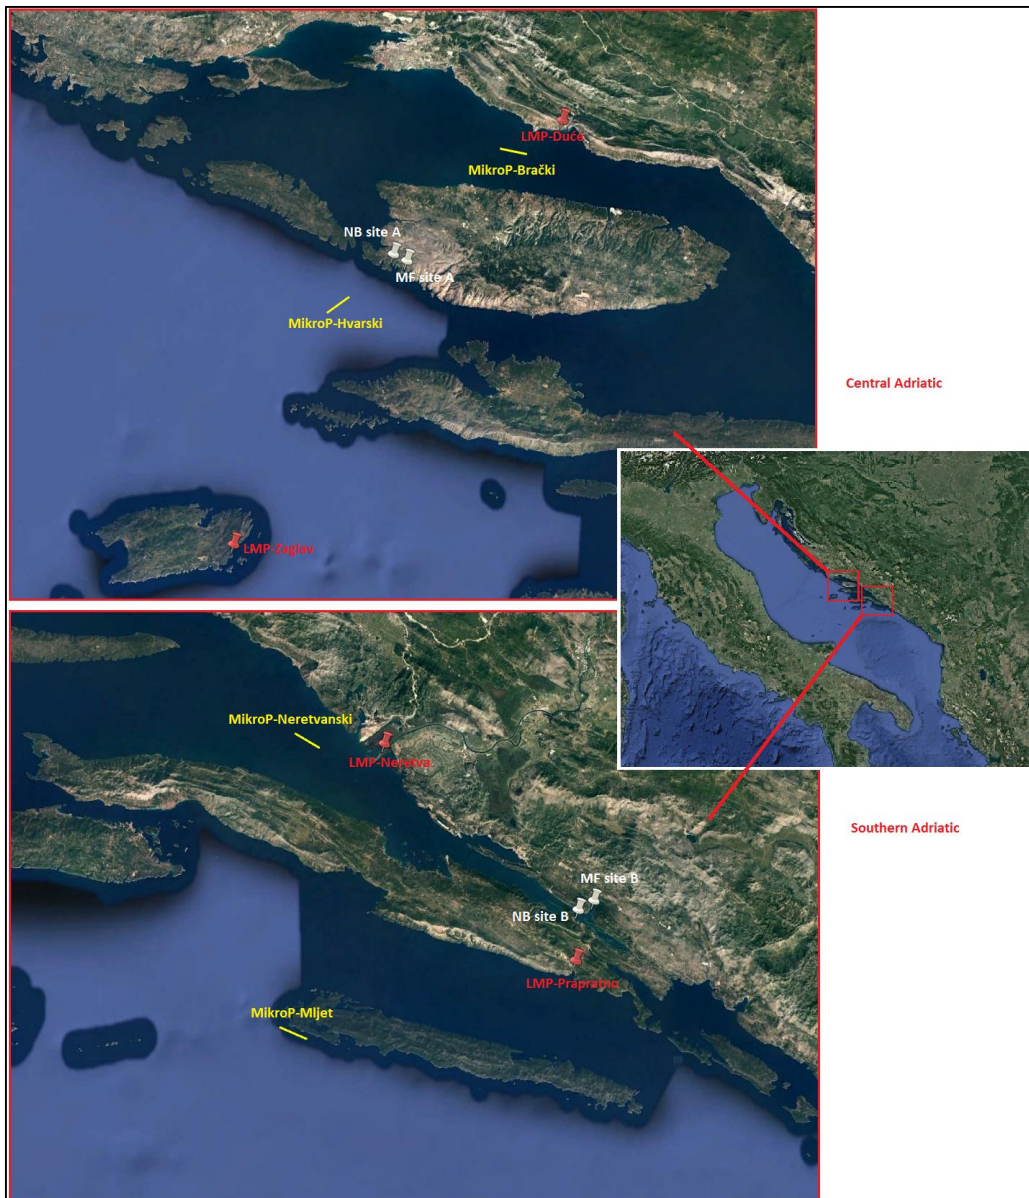 LMP-Duće
MikroP-Brački
NB site A
MF site A
MikroP-Hvarski
Central Adriatic
LMP-Zaglav
MikroP-Neretvanski
LMP-Neretva
Southern Adriatic
MF site B
NB site B
LMP-Prapratno
MikroP-Mljet